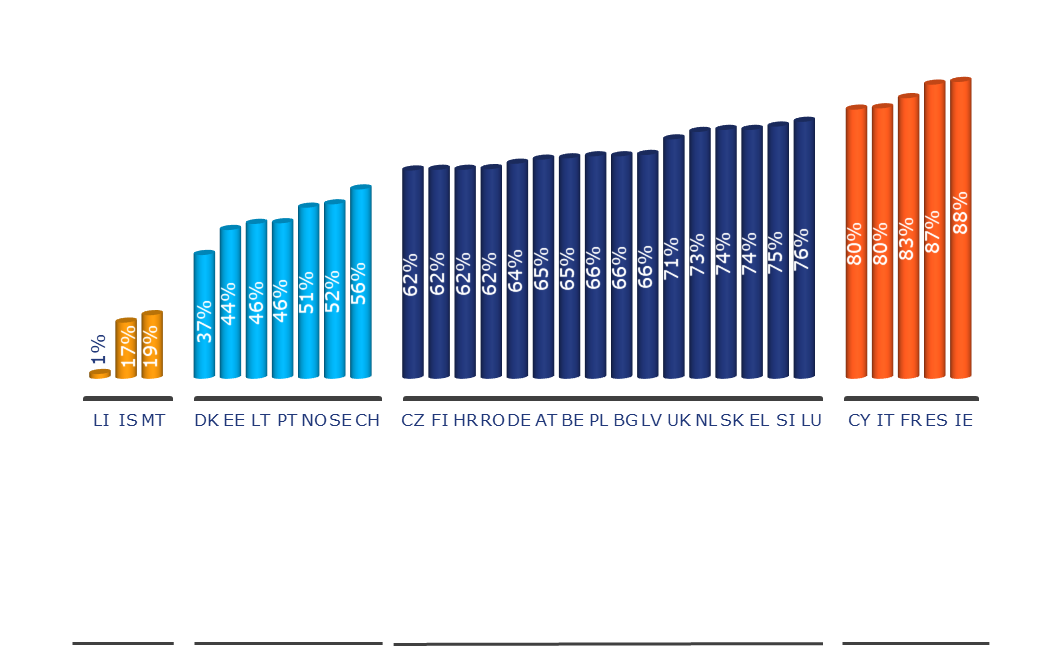 1% 17% 19% 37% 44% 46% 46% 51% 52% 56% 62% 62% 62% 62% 64% 65% 65% 66% 66% 66% 71% 73% 74% 74% 75% 76% 80% 80% 83% 87% 88%
LI IS MT DK EE LT PT NO SE CH CZ FI HR RO DE AT BE PL BG LV UK NL SK EL SI LU CY IT FR ES IE